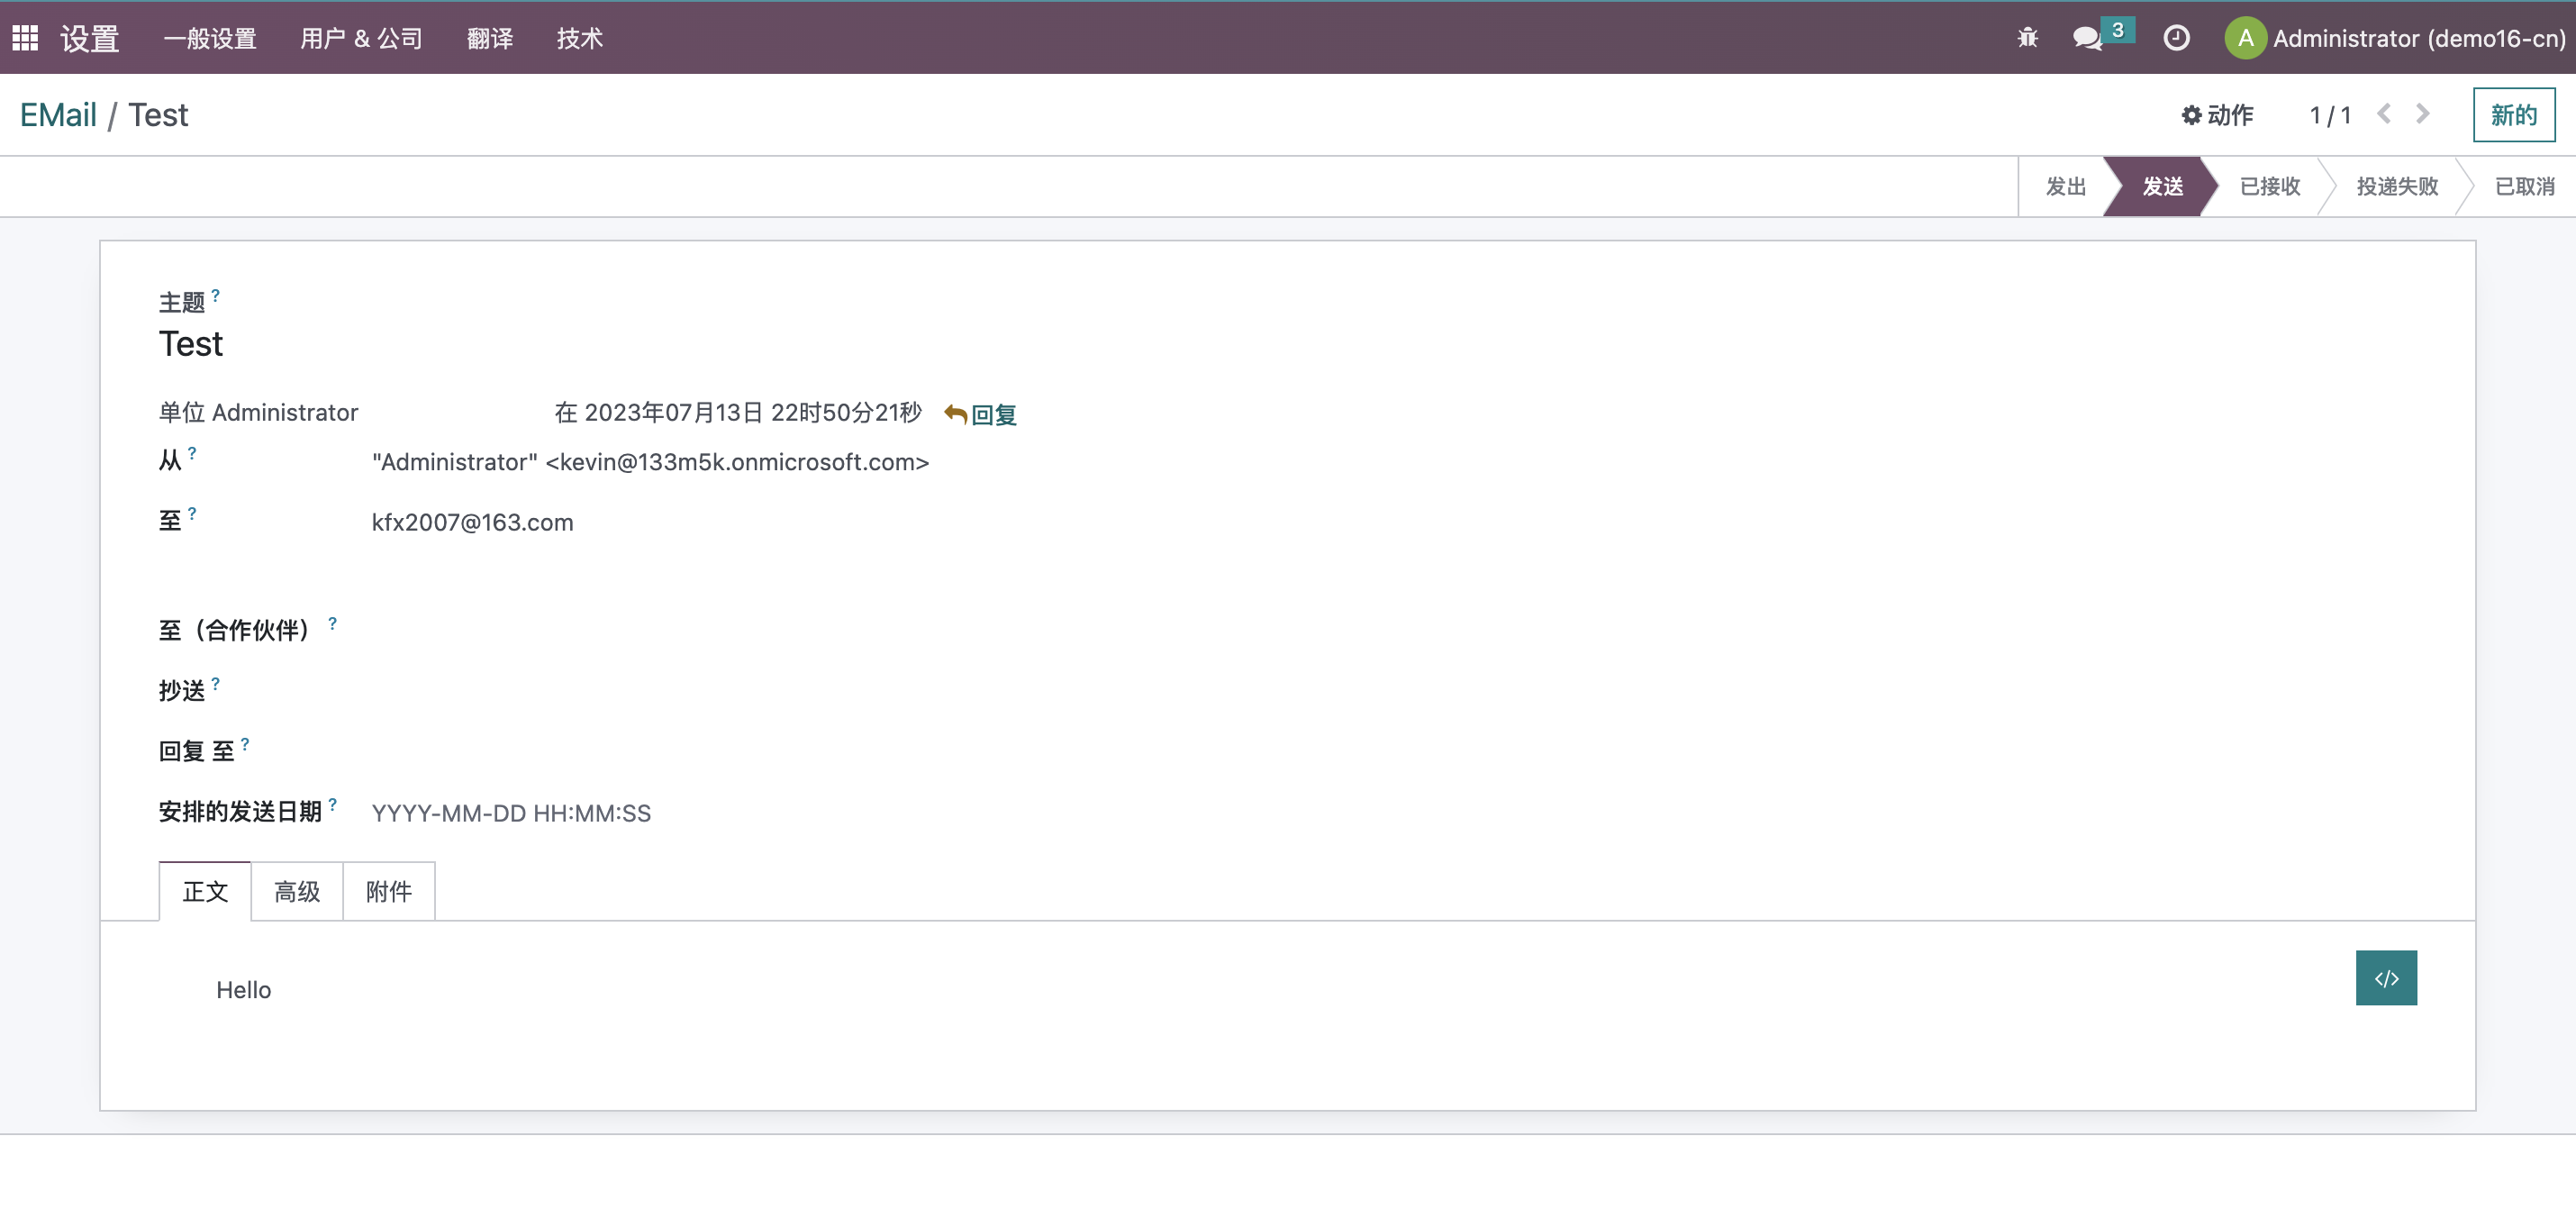 设置 一般设置 用户 & 公司 翻译 技术 3 A Administrator (demo16-cn)
EMail / Test 动作 1 / 1 新的
发出 发送 已接收 投递失败 已取消
主题 ?
Test
单位 Administrator 在 2023年07月13日 22时50分21秒 回复
从 ? "Administrator" <kevin@133m5k.onmicrosoft.com>
至 ? kfx2007@163.com
至（合作伙伴） ?
抄送 ?
回复 至 ?
安排的发送日期 ? YYYY-MM-DD HH:MM:SS
正文 高级 附件
Hello </>